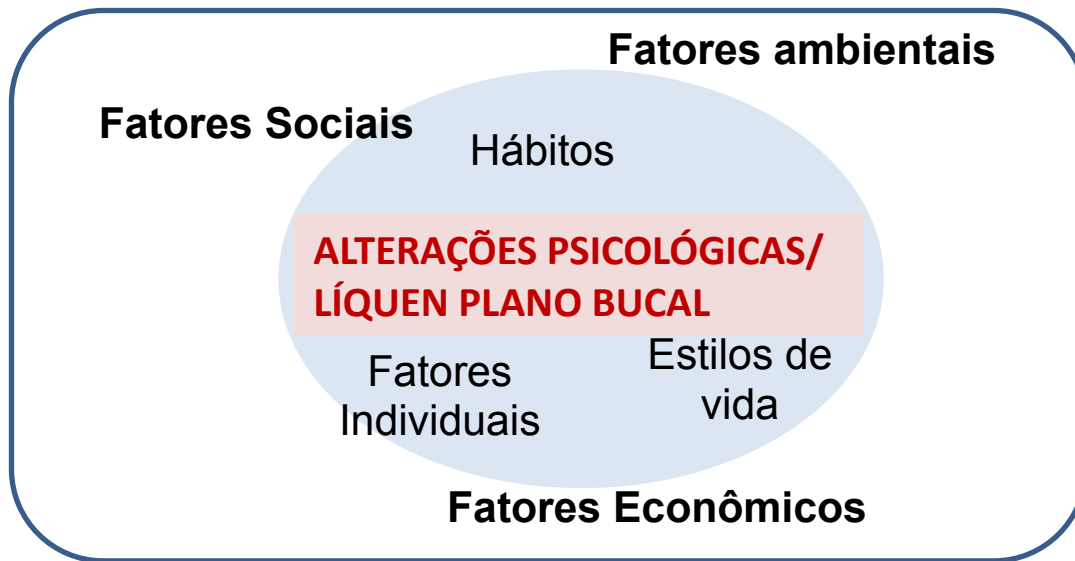 Fatores ambientais
Fatores Sociais
Hábitos
ALTERAÇÕES PSICOLÓGICAS/
LÍQUEN PLANO BUCAL
Fatores
Individuais
Estilos de
vida
Fatores Econômicos